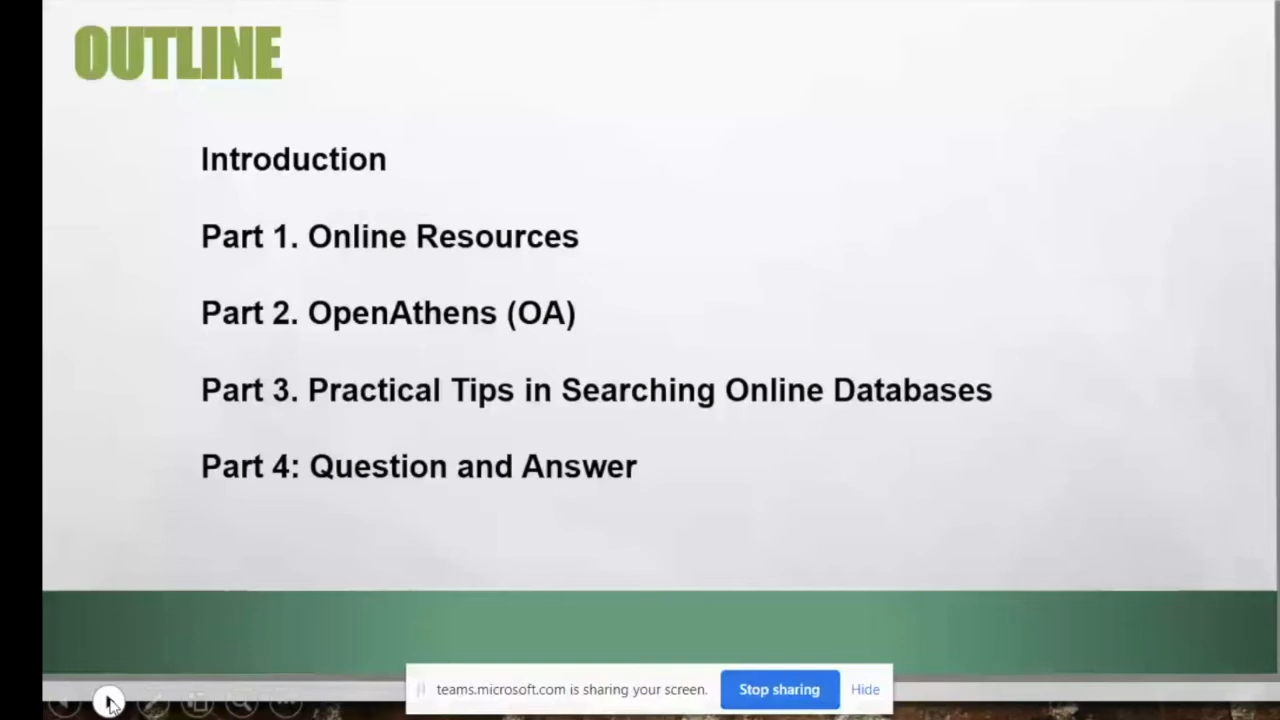 OUTLINE
Introduction
Part 1. Online Resources
Part 2. OpenAthens (OA)
Part 3. Practical Tips in Searching Online Databases
Part 4: Question and Answer
teams.microsoft.com is sharing your screen. Stop sharing Hide